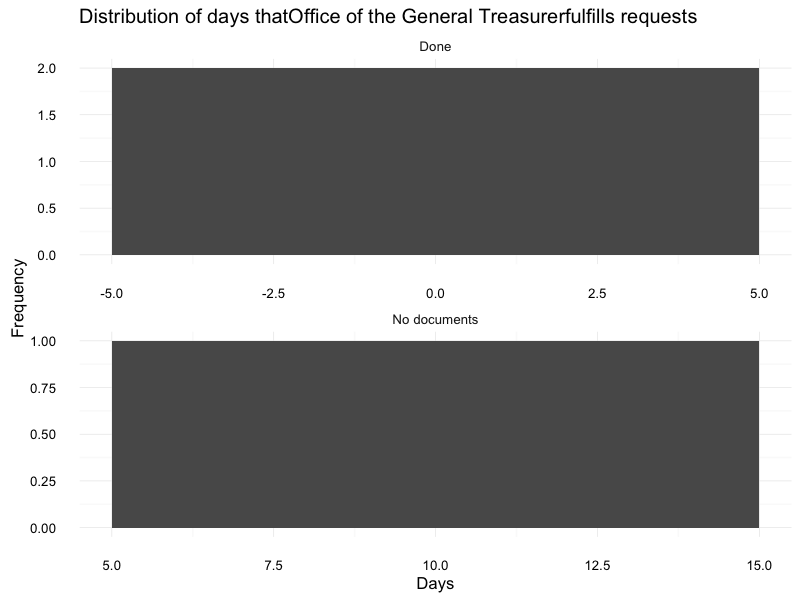 Distribution of days thatOffice of the General Treasurerfulfills requests
Done
2.0
1.5
1.0
0.5
0.0
-5.0 -2.5 0.0 2.5 5.0
Frequency
No documents
1.00
0.75
0.50
0.25
0.00
5.0 7.5 10.0 12.5 15.0
Days